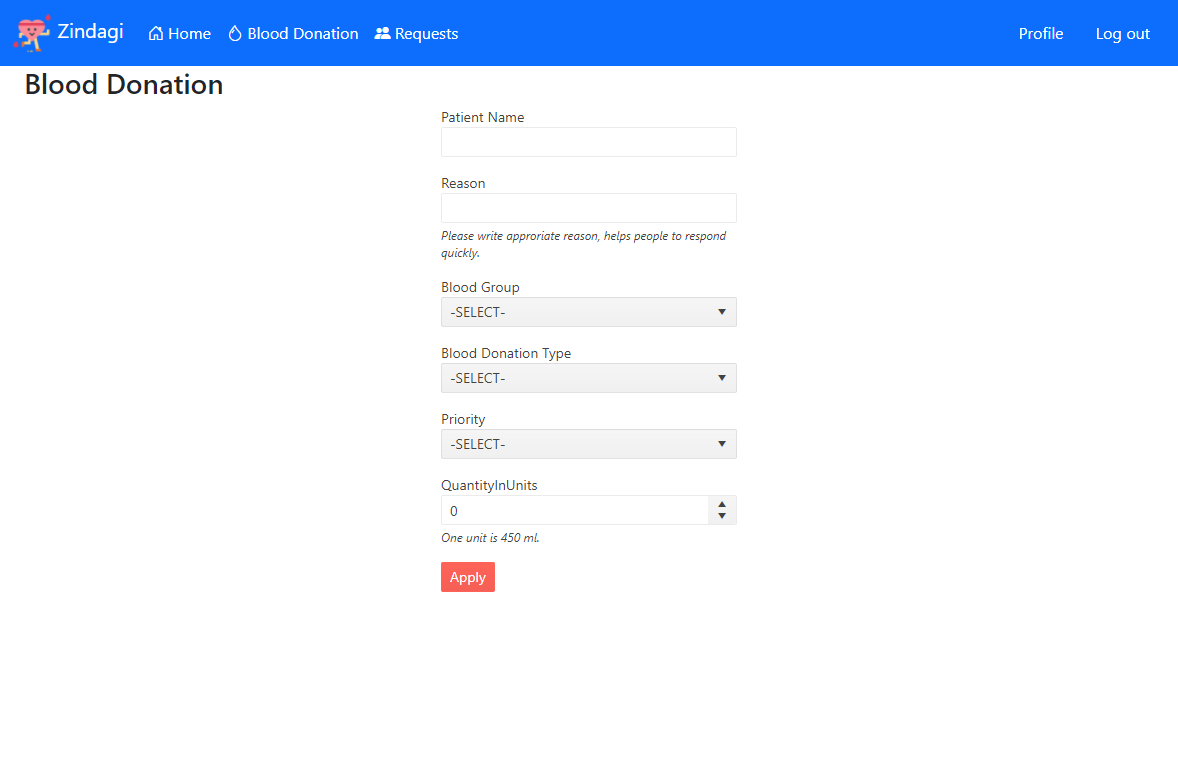 Zindagi Home Blood Donation Requests Profile Log out
Blood Donation
Patient Name
Reason
Please write approriate reason, helps people to respond
quickly.
Blood Group
-SELECT-
Blood Donation Type
-SELECT-
Priority
-SELECT-
QuantityInUnits
0
One unit is 450 ml.
Apply